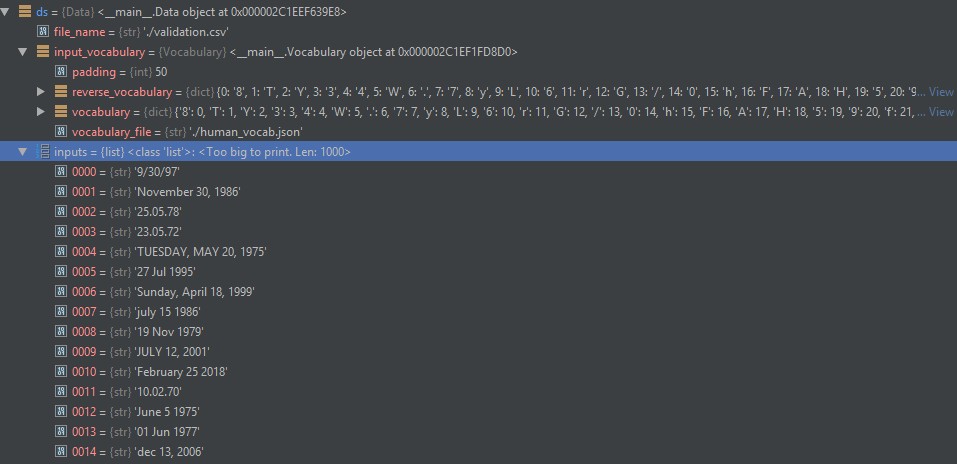 ds = {Data} <__main__.Data object at 0x000002C1EEF639E8>
file_name = {str} './validation.csv'
input_vocabulary = {Vocabulary} <__main__.Vocabulary object at 0x000002C1EF1FD8D0>
padding = {int} 50
reverse_vocabulary = {dict} {0: '8', 1: 'T', 2: 'Y', 3: '3', 4: '4', 5: 'W', 6: '.', 7: '7', 8: 'y', 9: 'L', 10: '6', 11: 'r', 12: 'G', 13: '/', 14: '0', 15: 'h', 16: 'F', 17: 'A', 18: 'H', 19: '5', 20: '9... View
vocabulary = {dict} {'8': 0, 'T': 1, 'Y': 2, '3': 3, '4': 4, 'W': 5, '.': 6, '7': 7, 'y': 8, 'L': 9, '6': 10, 'r': 11, 'G': 12, '/': 13, '0': 14, 'h': 15, 'F': 16, 'A': 17, 'H': 18, '5': 19, '9': 20, 'f': 21,... View
vocabulary_file = {str} './human_vocab.json'
inputs = {list} <class 'list'>: <Too big to print. Len: 1000>
0000 = {str} '9/30/97'
0001 = {str} 'November 30, 1986'
0002 = {str} '25.05.78'
0003 = {str} '23.05.72'
0004 = {str} 'TUESDAY, MAY 20, 1975'
0005 = {str} '27 Jul 1995'
0006 = {str} 'Sunday, April 18, 1999'
0007 = {str} 'july 15 1986'
0008 = {str} '19 Nov 1979'
0009 = {str} 'JULY 12, 2001'
0010 = {str} 'February 25 2018'
0011 = {str} '10.02.70'
0012 = {str} 'June 5 1975'
0013 = {str} '01 Jun 1977'
0014 = {str} 'dec 13, 2006'